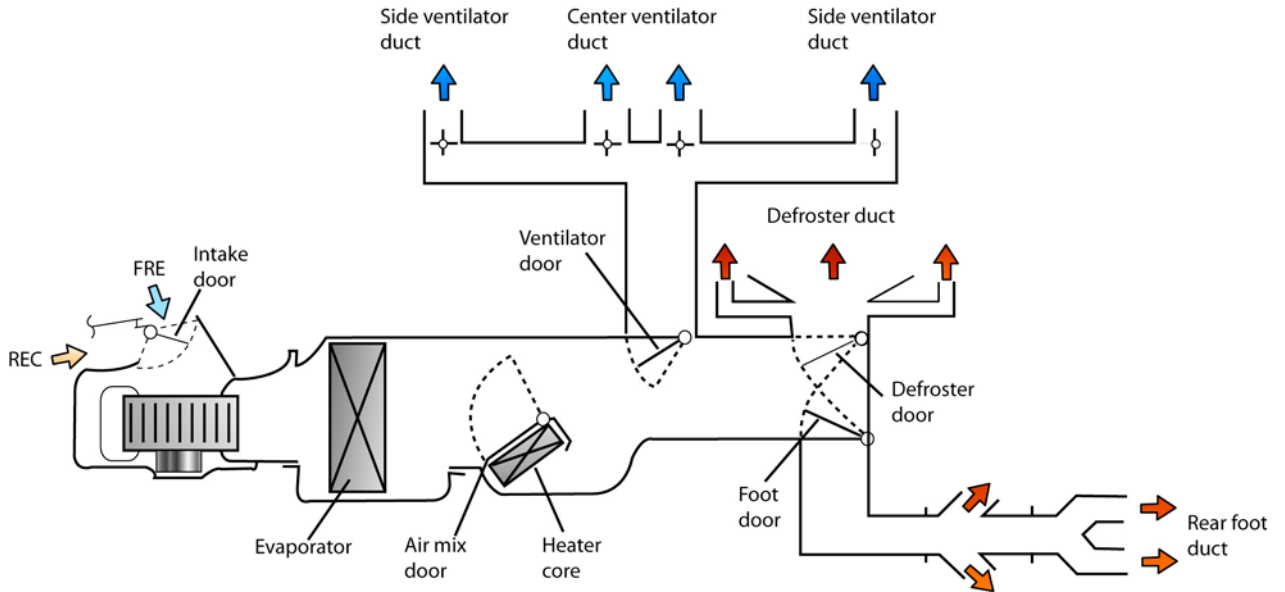 Side ventilator
duct
Center ventilator
duct
Side ventilator
duct
Defroster duct
Ventilator
door
Intake
door
FRE
REC
Defroster
door
Foot
door
Rear foot
duct
Evaporator
Air mix
door
Heater
core